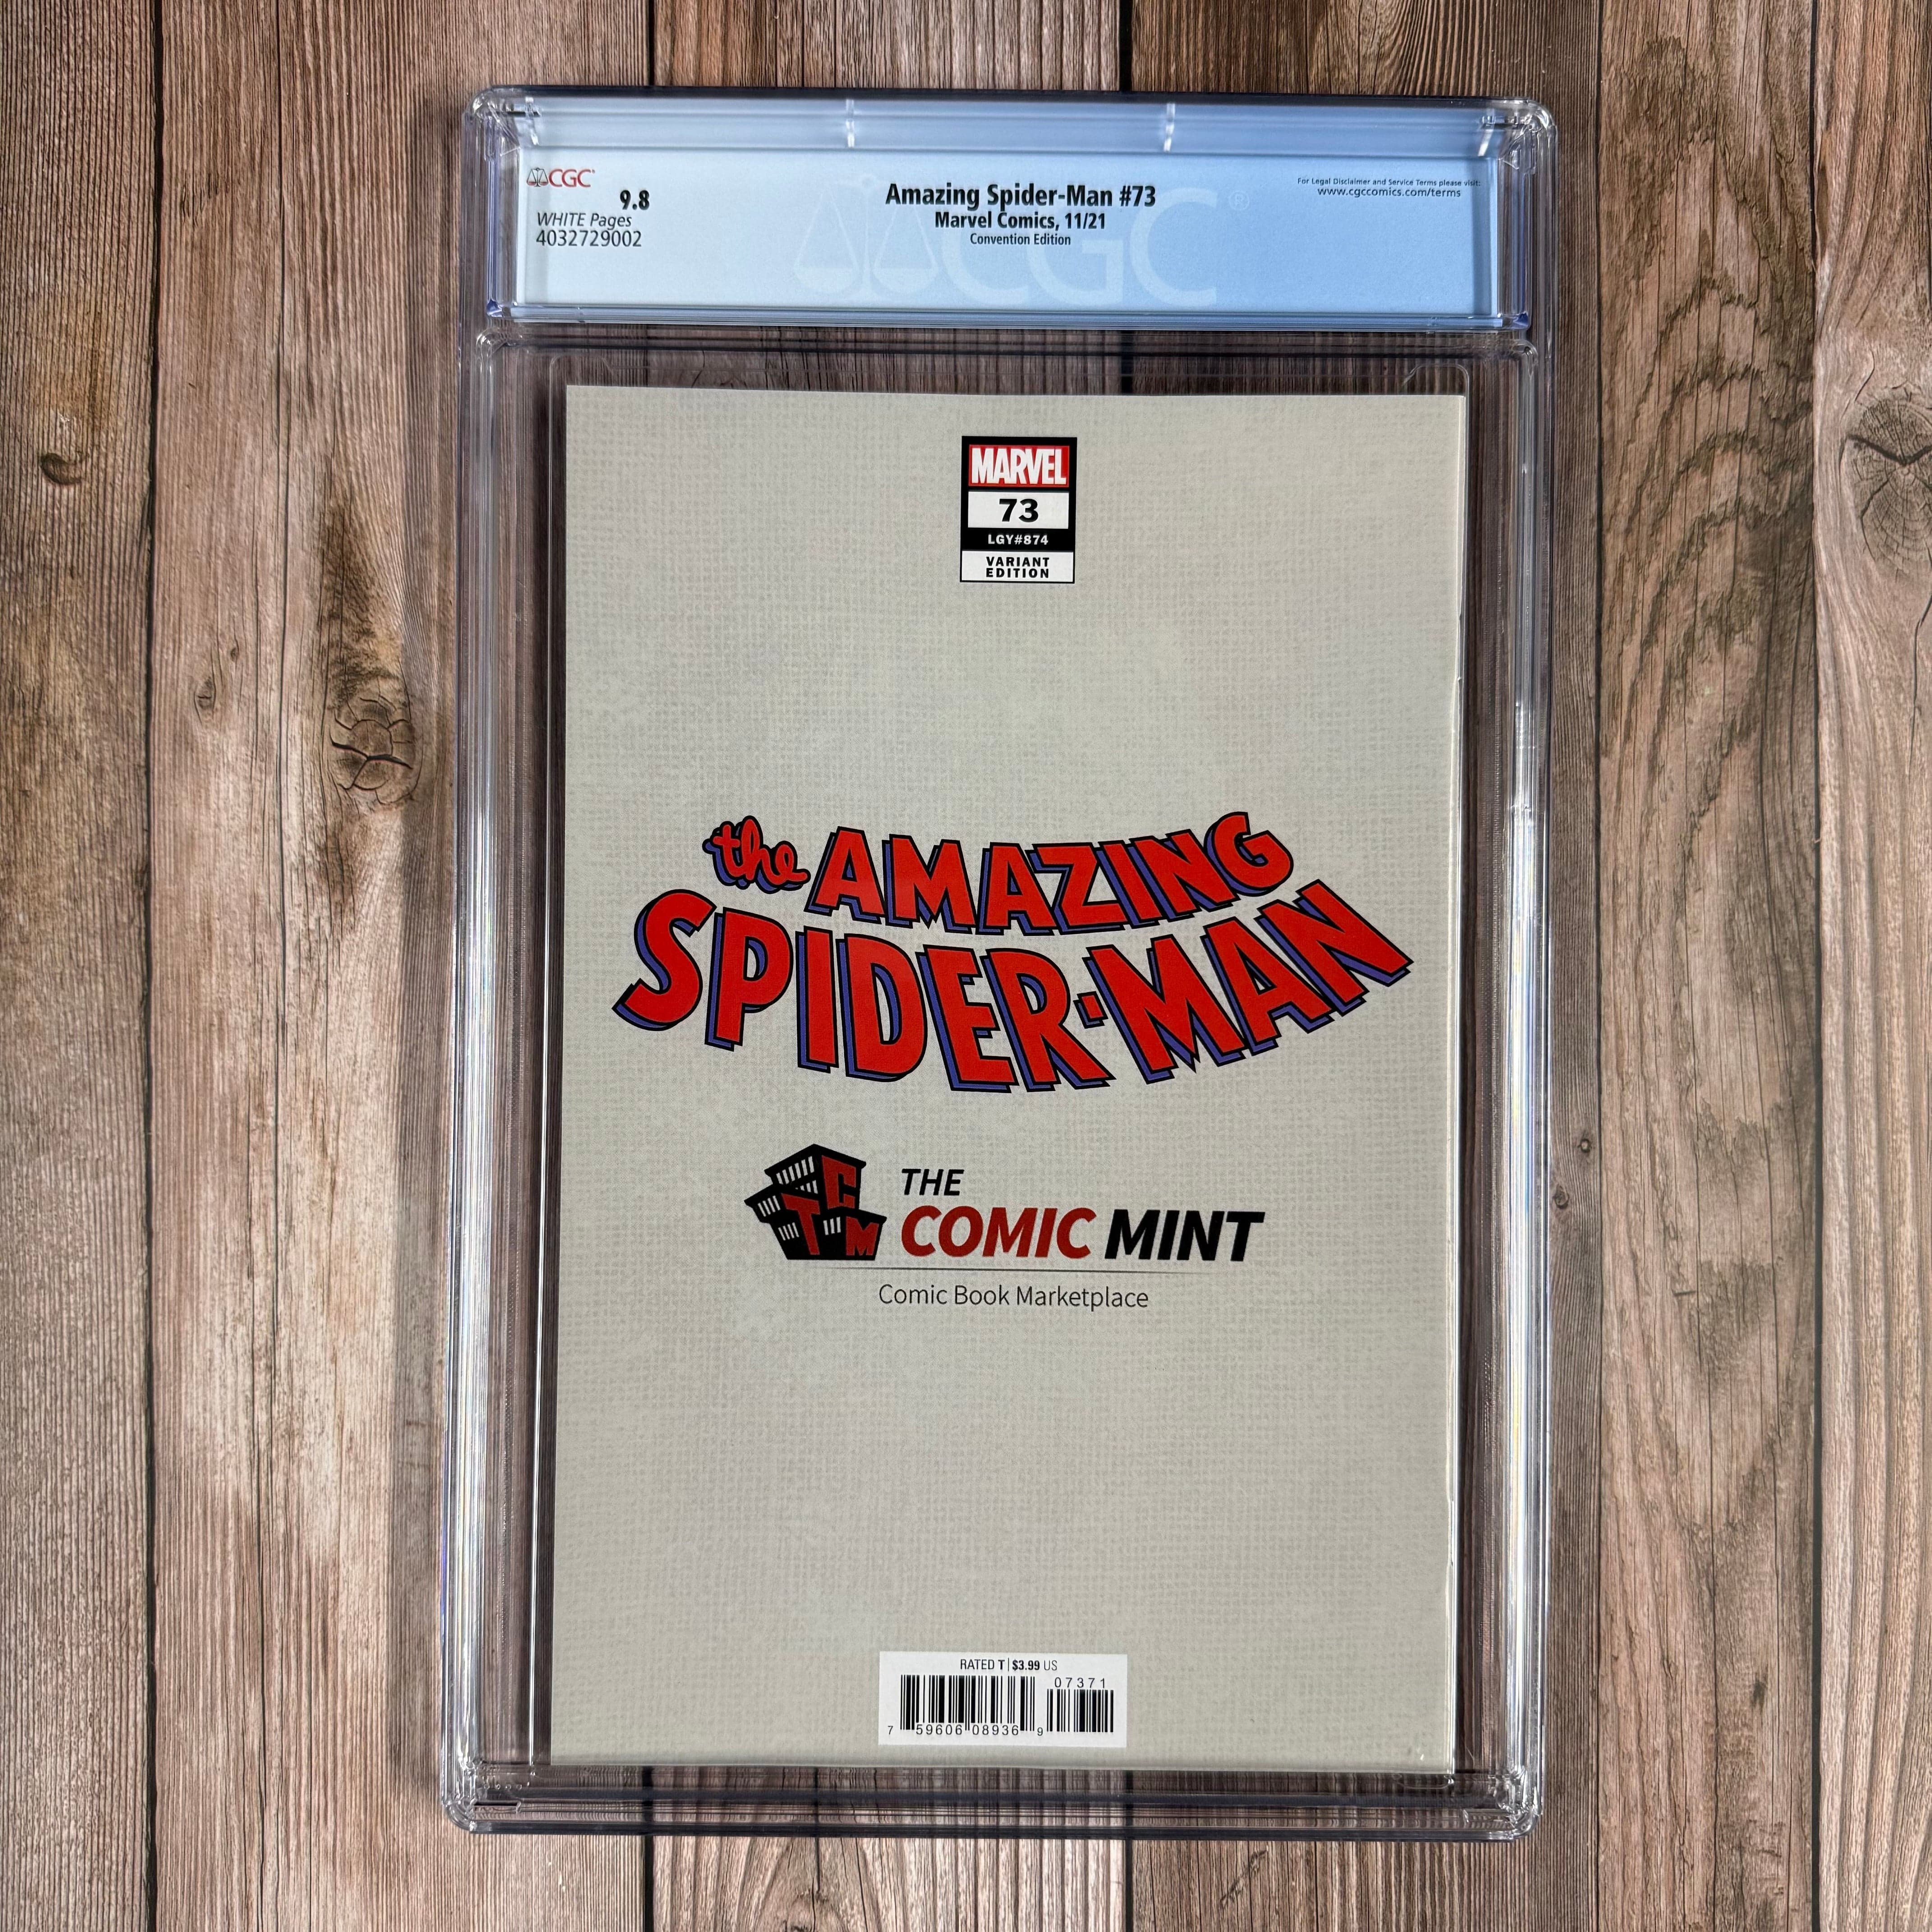 CGC
9.8
WHITE Pages
4032729002
Amazing Spider-Man #73
Marvel Comics, 11/21
Convention Edition
For Legal Disclaimer and Service Terms please visit:
www.cgccomics.com/terms
CGC®
MARVEL
73
LGY#874
VARIANT
EDITION
the AMAZING
SPIDER-MAN
TCM
THE
COMIC MINT
Comic Book Marketplace
RATED T | $3.99 US
07371
7 59606 08936 9